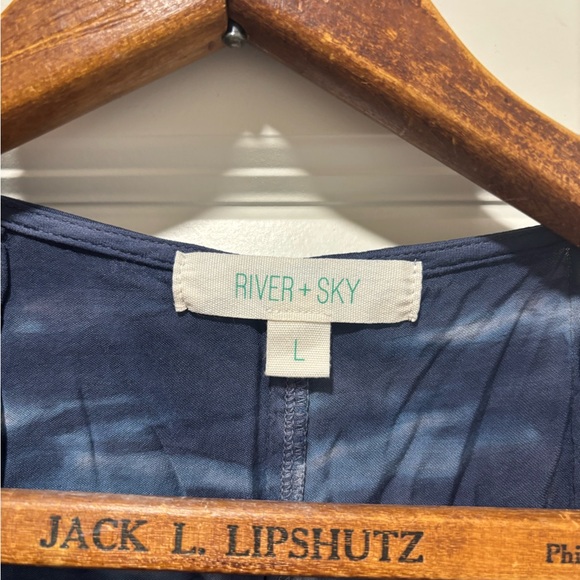 RIVER + SKY
L
JACK L. LIPSHUTZ Phi